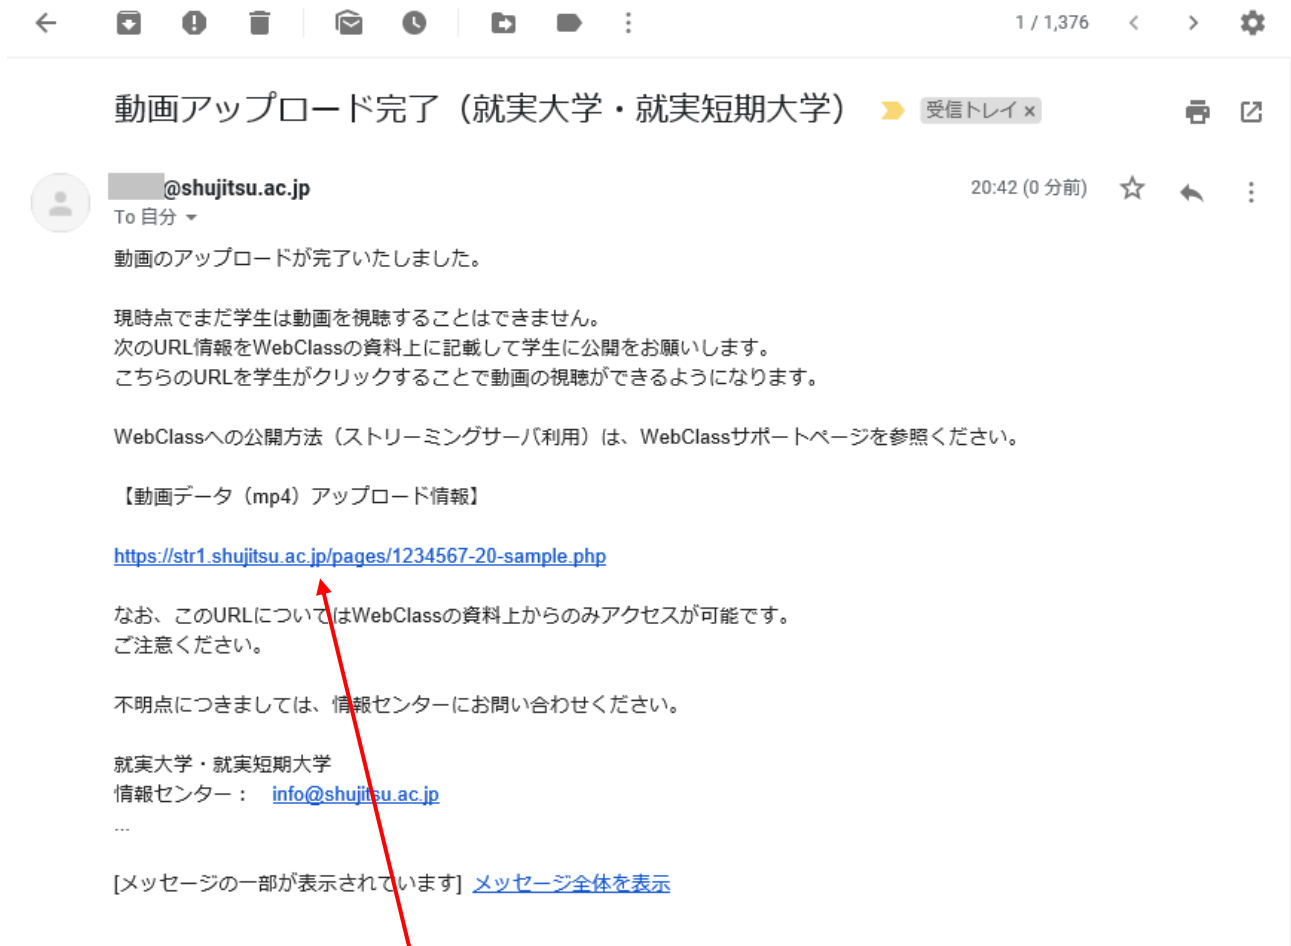 1 / 1,376
動画アップロード完了（就実大学・就実短期大学）
受信トレイ ×
@shujitsu.ac.jp
20:42 (0 分前)
To 自分
動画のアップロードが完了いたしました。
現時点でまだ学生は動画を視聴することはできません。
次のURL情報をWebClassの資料上に記載して学生に公開をお願いします。
こちらのURLを学生がクリックすることで動画の視聴ができるようになります。
WebClassへの公開方法（ストリーミングサーバ利用）は、WebClassサポートページを参照ください。
【動画データ（mp4）アップロード情報】
https://str1.shujitsu.ac.jp/pages/1234567-20-sample.php
なお、このURLについてはWebClassの資料上からのみアクセスが可能です。
ご注意ください。
不明点につきましては、情報センターにお問い合わせください。
就実大学・就実短期大学
情報センター： info@shujitsu.ac.jp
...
[メッセージの一部が表示されています] メッセージ全体を表示